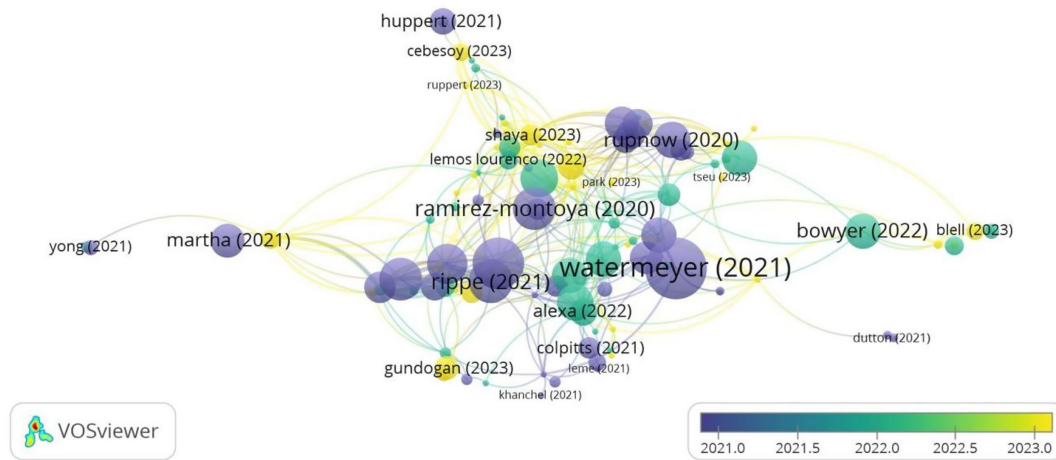 huppert (2021)
cebesoy (2023)
ruppert (2023)
shaya (2023)
rupnow (2020)
lemos lourenco (2022)
tseu (2023)
park (2023)
ramirez-montoya (2020)
bowyer (2022)
blell (2023)
martha (2021)
yong (2021)
watermeyer (2021)
rippe (2021)
alexa (2022)
dutton (2021)
colpitts (2021)
gundogan (2023)
leme (2021)
khanchel (2021)
VOSviewer
2021.0 2021.5 2022.0 2022.5 2023.0